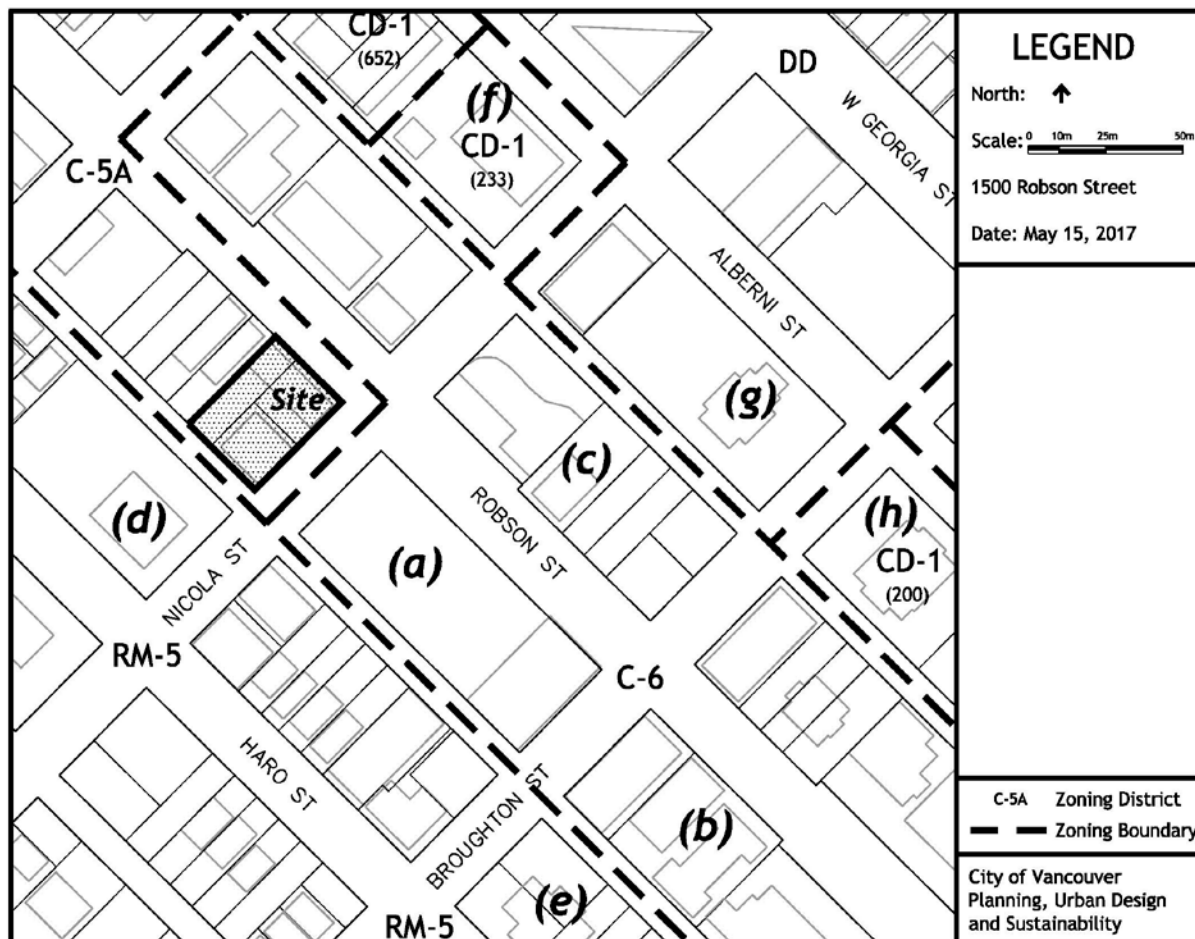 CD-1
(652)
(f)
CD-1
(233)
DD
W GEORGIA ST
C-5A
ALBERNI ST
Site
(g)
(c)
(d)
ROBSON ST
(h)
CD-1
(200)
(a)
NICOLA ST
RM-5
C-6
HARO ST
BROUGHTON ST
(b)
(e)
RM-5
LEGEND
North:
Scale: 0 10m 25m 50m
1500 Robson Street
Date: May 15, 2017
C-5A Zoning District
Zoning Boundary
City of Vancouver
Planning, Urban Design
and Sustainability